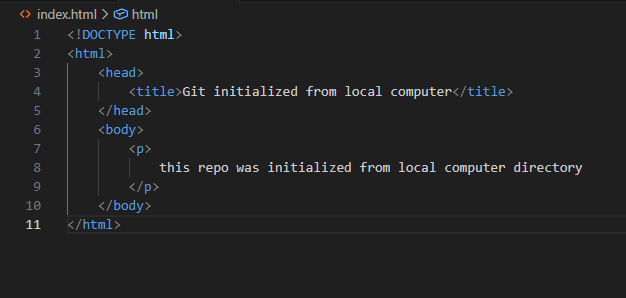 index.html > html
1 <!DOCTYPE html>
2 <html>
3 <head>
4 <title>Git initialized from local computer</title>
5 </head>
6 <body>
7 <p>
8 this repo was initialized from local computer directory
9 </p>
10 </body>
11 </html>